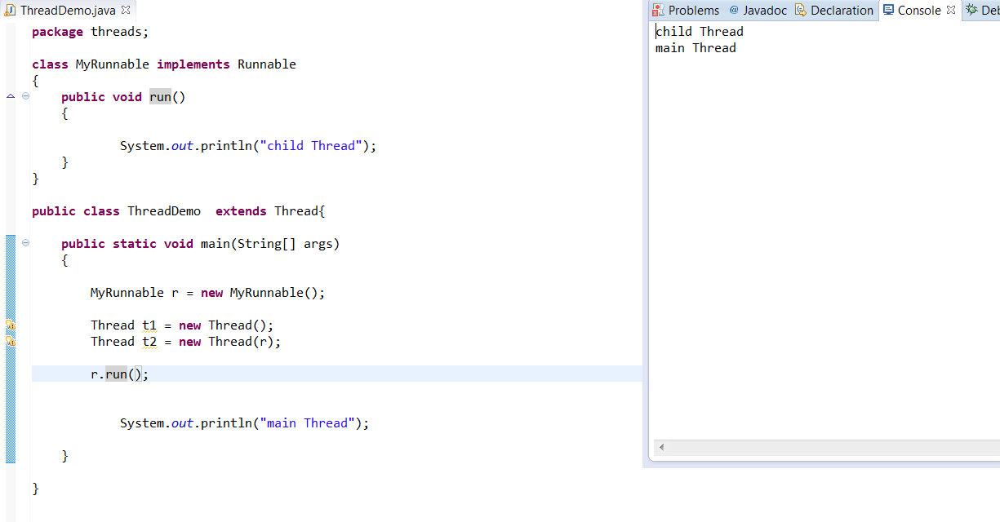 ThreadDemo.java
package threads;
class MyRunnable implements Runnable
{
public void run()
{
System.out.println("child Thread");
}
}
public class ThreadDemo  extends Thread{
public static void main(String[] args)
{
MyRunnable r = new MyRunnable();
Thread t1 = new Thread();
Thread t2 = new Thread(r);
r.run();
System.out.println("main Thread");
}
}
Problems @ Javadoc Declaration Console Deb
child Thread
main Thread